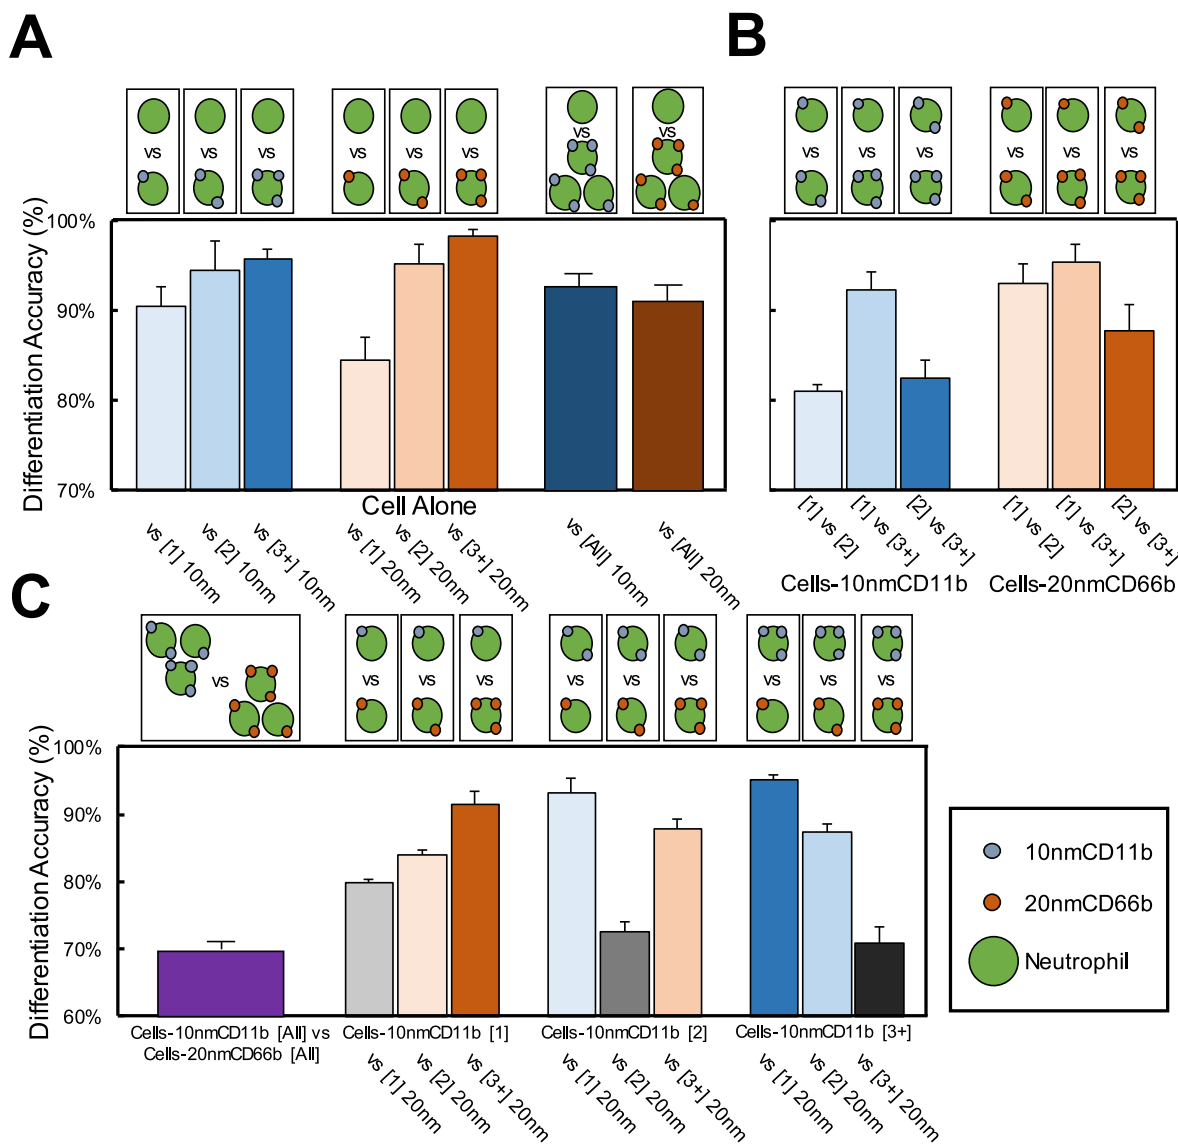 A
B
vs
vs
vs
vs
vs
vs
vs
vs
vs
vs
vs
vs
vs
vs
Differentiation Accuracy (%)
100%
90%
80%
70%
Cell Alone
vs [1] 10nm
vs [2] 10nm
vs [3+] 10nm
vs [1] 20nm
vs [2] 20nm
vs [3+] 20nm
vs [All] 10nm
vs [All] 20nm
100%
90%
80%
70%
[1] vs [2]
[1] vs [3+]
[2] vs [3+]
[1] vs [2]
[1] vs [3+]
[2] vs [3+]
Cells-10nmCD11b
Cells-20nmCD66b
C
vs
vs
vs
vs
vs
vs
vs
vs
vs
vs
Differentiation Accuracy (%)
100%
90%
80%
70%
60%
Cells-10nmCD11b [All] vs
Cells-20nmCD66b [All]
Cells-10nmCD11b [1]
Cells-10nmCD11b [2]
Cells-10nmCD11b [3+]
vs [1] 20nm
vs [2] 20nm
vs [3+] 20nm
vs [1] 20nm
vs [2] 20nm
vs [3+] 20nm
vs [1] 20nm
vs [2] 20nm
vs [3+] 20nm
10nmCD11b
20nmCD66b
Neutrophil